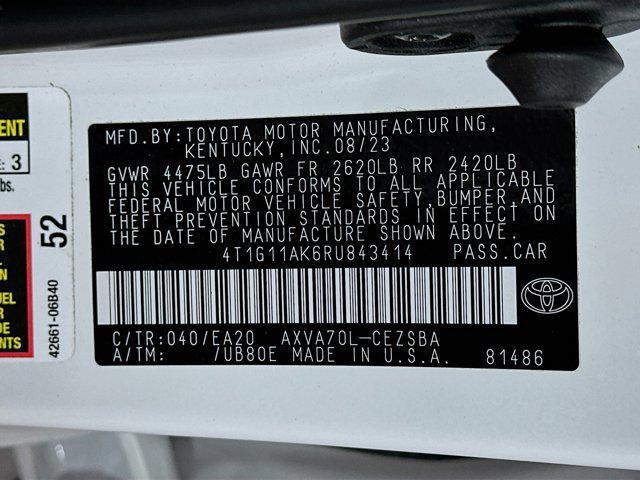 MFD.BY:TOYOTA MOTOR MANUFACTURING,
KENTUCKY,INC.08/23
GVWR 4475LB GAWR FR 2620LB RR 2420LB
THIS VEHICLE CONFORMS TO ALL APPLICABLE
FEDERAL MOTOR VEHICLE SAFETY,BUMPER,AND
THEFT PREVENTION STANDARDS IN EFFECT ON
THE DATE OF MANUFACTURE SHOWN ABOVE.
4T1G11AK6RU843414 PASS.CAR
C/TR:040/EA20 AXVA70L-CEZSBA
A/TM: /UB80E MADE IN U.S.A. 81486
3
52
42661-06B40